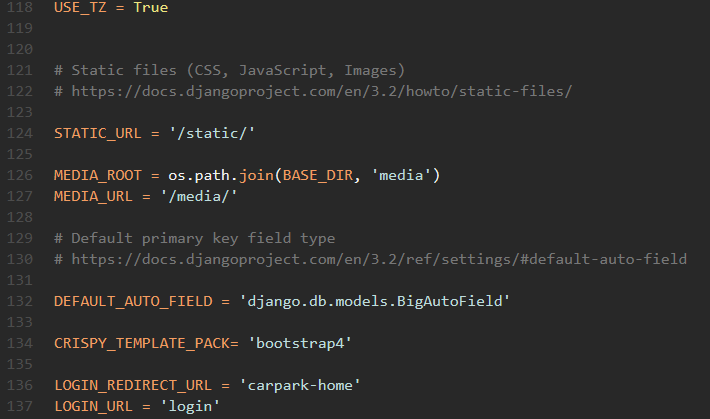 118 USE_TZ = True
119
120
121 # Static files (CSS, JavaScript, Images)
122 # https://docs.djangoproject.com/en/3.2/howto/static-files/
123
124 STATIC_URL = '/static/'
125
126 MEDIA_ROOT = os.path.join(BASE_DIR, 'media')
127 MEDIA_URL = '/media/'
128
129 # Default primary key field type
130 # https://docs.djangoproject.com/en/3.2/ref/settings/#default-auto-field
131
132 DEFAULT_AUTO_FIELD = 'django.db.models.BigAutoField'
133
134 CRISPY_TEMPLATE_PACK= 'bootstrap4'
135
136 LOGIN_REDIRECT_URL = 'carpark-home'
137 LOGIN_URL = 'login'